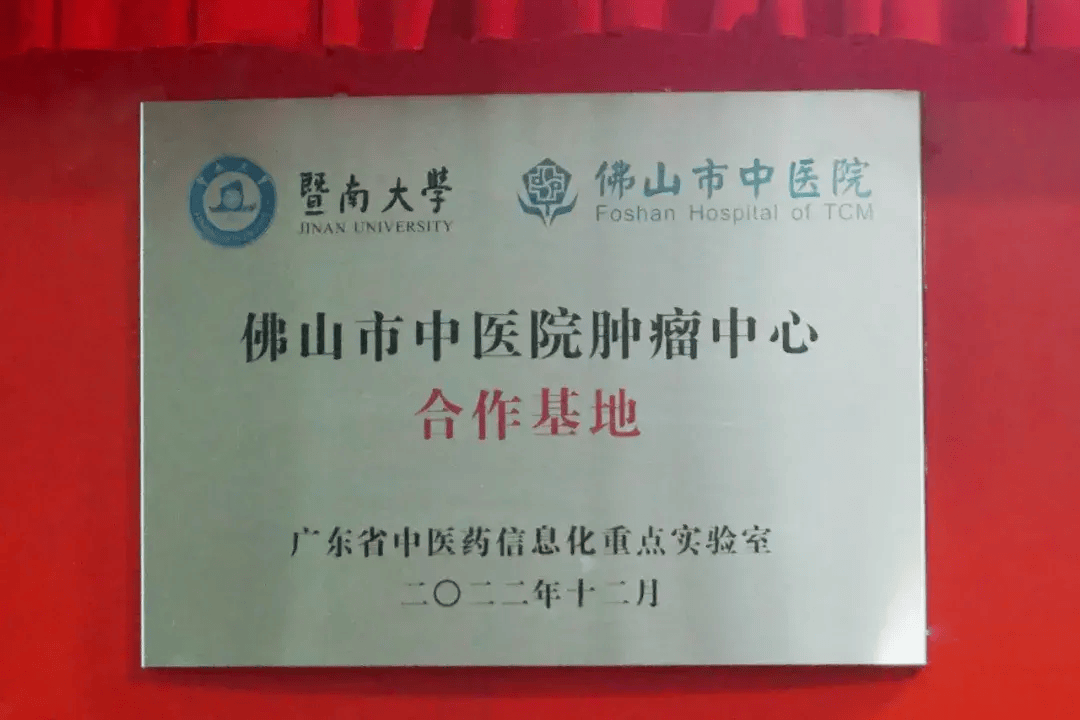 暨南大學
JINAN UNIVERSITY
佛山市中医院
Foshan Hospital of TCM
佛山市中医院肿瘤中心
合作基地
广东省中医药信息化重点实验室
二〇二二年十二月